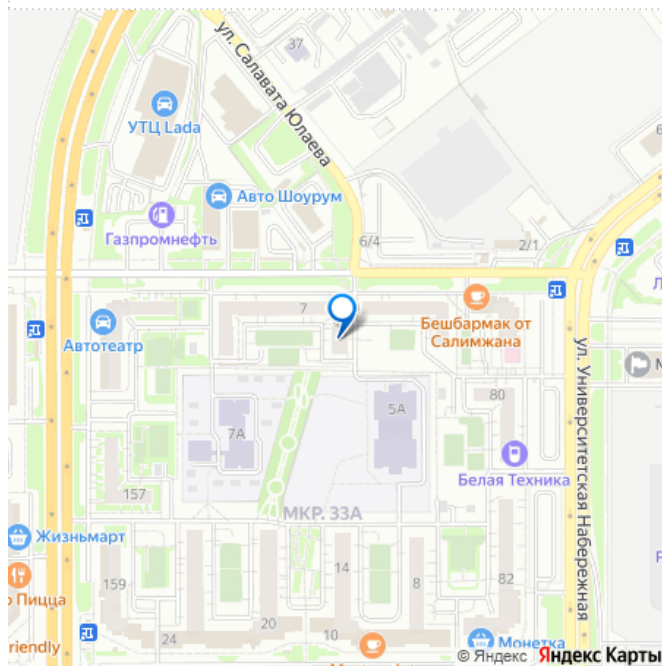 37
ул. Салавата Юлаева
УТЦ Lada
6
Авто Шоурум
Газпромнефть
6/4
2/1
7
Автотеатр
Бешбармак от
Салимжана
ул. Университетская Набережная
80
5А
7А
Белая Техника
157
МКР. 33А
Жизньмарт
14
159
8
82
Пицца
20
10
24
riendly
Монетка
© Яндекс Яндекс Карты